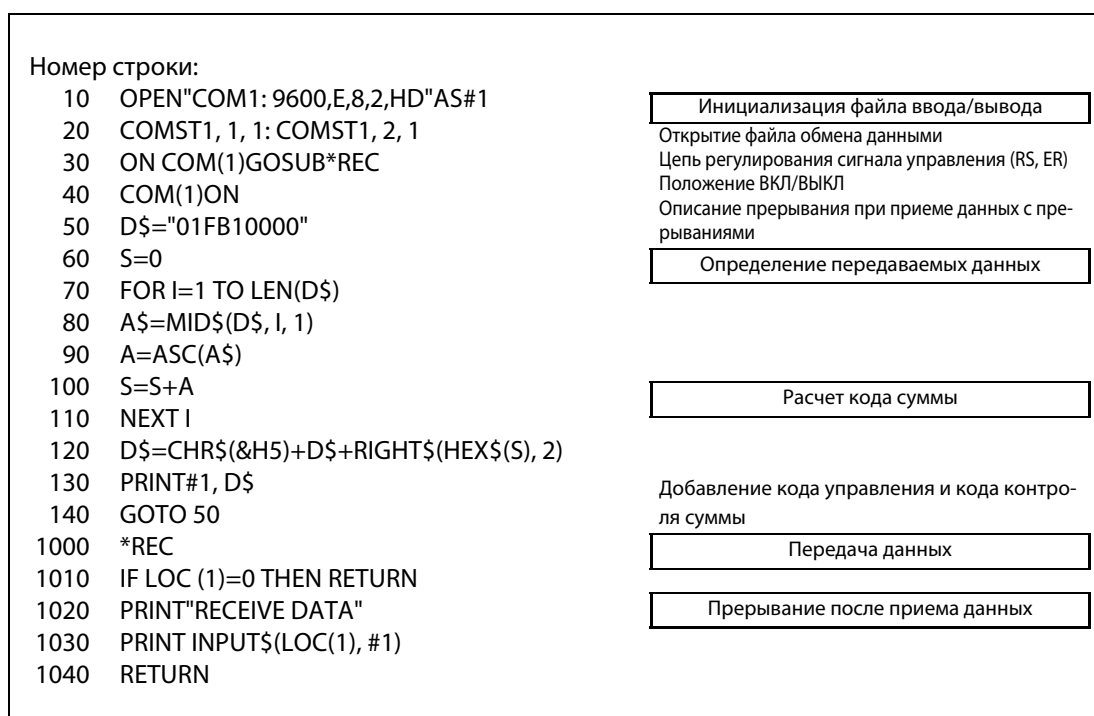 Номер строки:
10 OPEN"COM1: 9600,E,8,2,HD"AS#1
20 COMST1, 1, 1: COMST1, 2, 1
30 ON COM(1)GOSUB*REC
40 COM(1)ON
50 D$="01FB10000"
60 S=0
70 FOR I=1 TO LEN(D$)
80 A$=MID$(D$, I, 1)
90 A=ASC(A$)
100 S=S+A
110 NEXT I
120 D$=CHR$(&H5)+D$+RIGHT$(HEX$(S), 2)
130 PRINT#1, D$
140 GOTO 50
1000 *REC
1010 IF LOC (1)=0 THEN RETURN
1020 PRINT"RECEIVE DATA"
1030 PRINT INPUT$(LOC(1), #1)
1040 RETURN
Инициализация файла ввода/вывода
Открытие файла обмена данными
Цепь регулирования сигнала управления (RS, ER)
Положение ВКЛ/ВЫКЛ
Описание прерывания при приеме данных с пре-
рываниями
Определение передаваемых данных
Расчет кода суммы
Добавление кода управления и кода контро-
ля суммы
Передача данных
Прерывание после приема данных